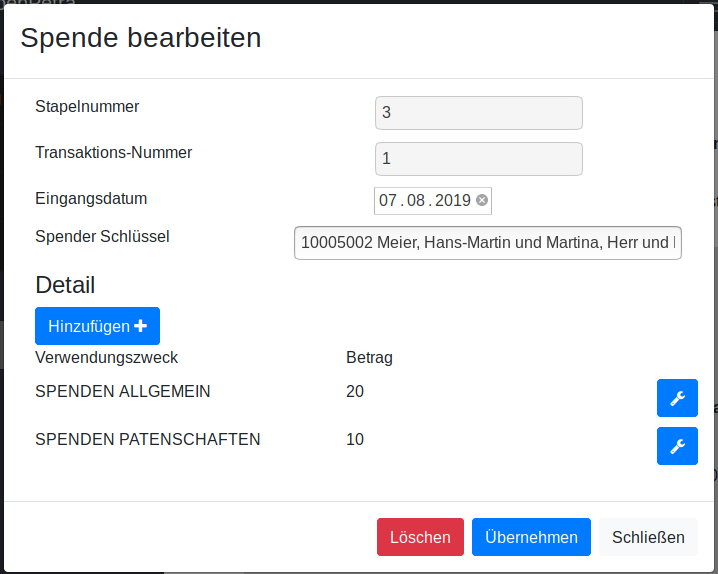 Spende bearbeiten
Stapelnummer 3
Transaktions-Nummer 1
Eingangsdatum 07.08.2019
Spender Schlüssel 10005002 Meier, Hans-Martin und Martina, Herr und
Detail
Hinzufügen
Verwendungszweck Betrag
SPENDEN ALLGEMEIN 20
SPENDEN PATENSCHAFTEN 10
Löschen Übernehmen Schließen